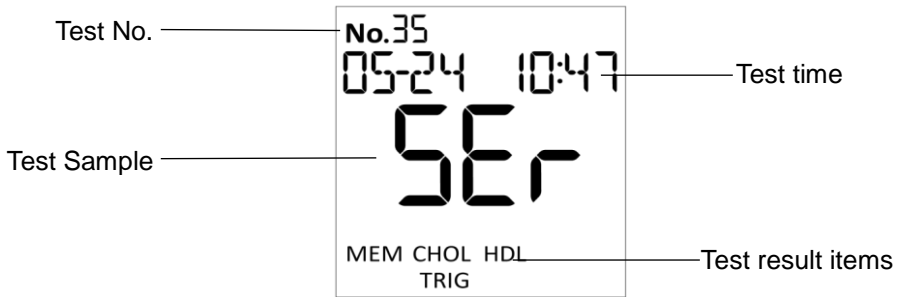 Test No.
No.35
05-24 10:47
Test time
SEr
Test Sample
MEM CHOL HDL
TRIG
Test result items